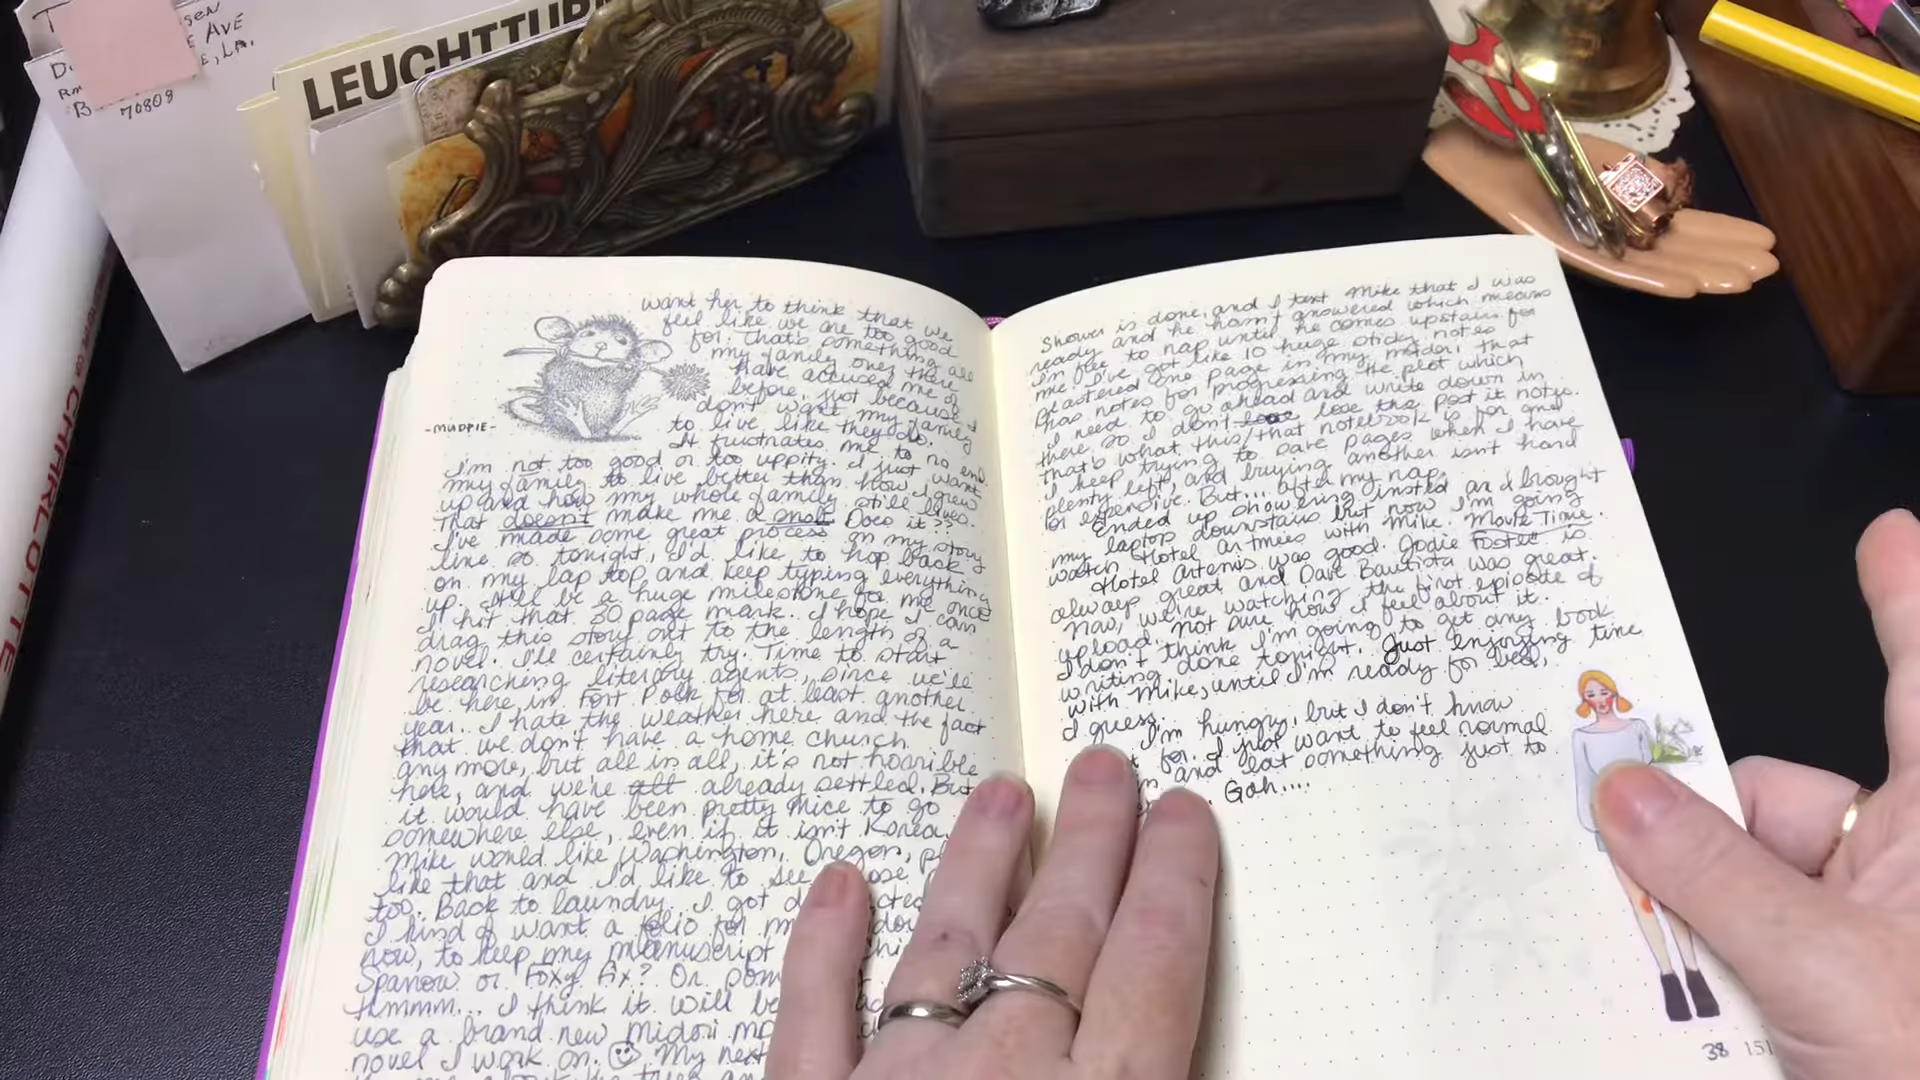 AVE
LA.
70809
LEUCHTTU
CHARLOTTE
want her to think that we
feel like we are too good
for. That's something all
my family over there
have accused me of
before, just because I
don't want my family
to live like they do.
-MUDPIE-
It frustrates me to no end.
I'm not too good or too uppity. I just want
my family to live better than how I grew
up and how my whole family still lives.
That doesn't make me a snob. Does it??
I've made some great process on my story
line so tonight, I'd like to hop back
on my lap top and keep typing everything
up. It'll be a huge milestone for me once
I hit that 30 page mark. I hope I can
drag this story out to the length of a
novel. I'll certainly try. Time to start
researching literary agents, since we'll
be here, in Fort Polk for at least another
year. I hate the weather here and the fact
that we don't have a home church
any more, but all in all, it's not hoarible
here, and we're all already settled. But
it would have been pretty nice to go
somewhere else, even if it isn't Korea.
Mike would like Washington, Oregon,
like that and I'd like to see
too. Back to laundry. I got
I kind of want a folio for
now, to keep my manuscript
Sparrow or Foxy Fix? Or
Hmmm... I think it will be
use a brand new Midori
novel I work on. My next
Shower is done, and I text Mike that I was
ready and he hasn't answered which means
I'm free to nap until he comes upstairs for
me. I've got like 10 huge sticky notes
plastered one page in my midori that
has notes for progressing the plot which
I need to go ahead and write down in
there so I don't lose lose the post it notes.
that's what this/that notebook is for and
I keep trying to save pages when I have
plenty left, and buying another isn't hard
or expensive. But... after my nap.
Ended up showering insted as I brought
my laptop downstairs but now I'm going
watch Hotel Artmies with Mike. Movie Time.
Hotel Artemis was good. Jodie Foster is
always great and Dave Bautista was great.
Now, we're watching the first episode of
upload. Not sure how I feel about it.
I don't think I'm going to get any book
writing done tonight. Just enjoying time
with Mike, until I'm ready for bed,
I guess.
I'm hungry, but I don't know
for. I just want to feel normal
and eat something just to
Gah....
38 151